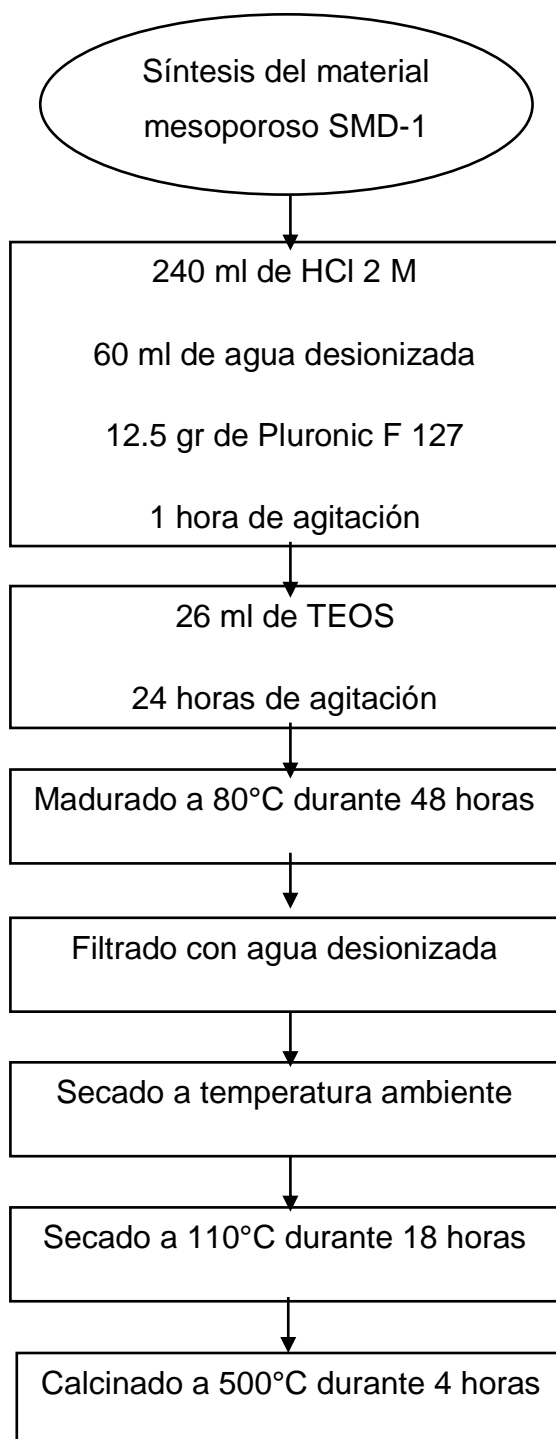 Síntesis del material
mesoporoso SMD-1
240 ml de HCl 2 M
60 ml de agua desionizada
12.5 gr de Pluronic F 127
1 hora de agitación
26 ml de TEOS
24 horas de agitación
Madurado a 80°C durante 48 horas
Filtrado con agua desionizada
Secado a temperatura ambiente
Secado a 110°C durante 18 horas
Calcinado a 500°C durante 4 horas